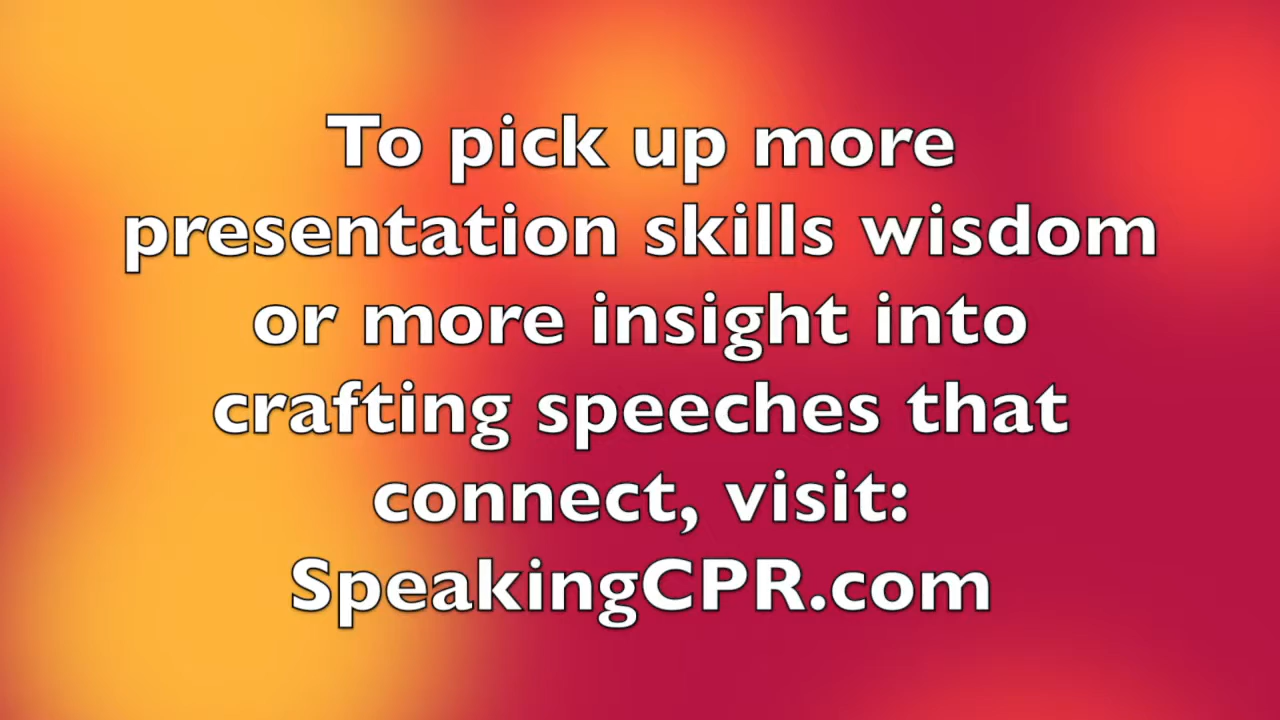 To pick up more
presentation skills wisdom
or more insight into
crafting speeches that
connect, visit:
SpeakingCPR.com